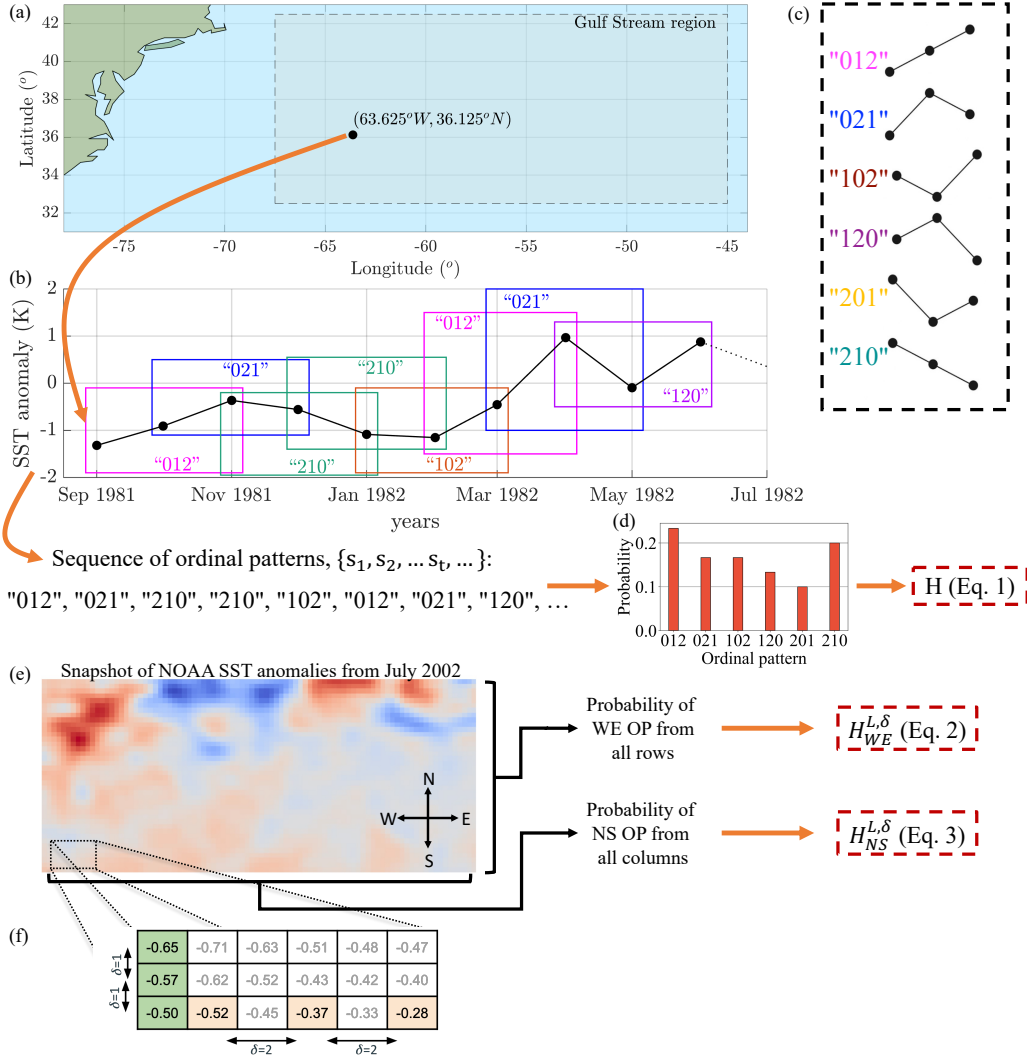 (a)
Gulf Stream region
(63.625°W, 36.125°N)
42
40
38
36
34
32
Latitude (°)
-75
-70
-65
-60
-55
-50
-45
Longitude (°)
(b)
SST anomaly (K)
2
1
0
-1
-2
"012"
"021"
"210"
"210"
"102"
"012"
"021"
"120"
Sep 1981
Nov 1981
Jan 1982
Mar 1982
May 1982
Jul 1982
years
(c)
"012"
"021"
"102"
"120"
"201"
"210"
Sequence of ordinal patterns, {s₁, s₂, … sₜ, … }:
"012", "021", "210", "210", "102", "012", "021", "120", …
(d)
Probability
0.2
0.1
0.0
012 021 102 120 201 210
Ordinal pattern
H (Eq. 1)
(e)
Snapshot of NOAA SST anomalies from July 2002
N
W
E
S
Probability of
WE OP from
all rows
H_{WE}^{L,δ} (Eq. 2)
Probability of
NS OP from
all columns
H_{NS}^{L,δ} (Eq. 3)
(f)
δ=1
δ=1
-0.65 -0.71 -0.63 -0.51 -0.48 -0.47
-0.57 -0.62 -0.52 -0.43 -0.42 -0.40
-0.50 -0.52 -0.45 -0.37 -0.33 -0.28
δ=2
δ=2